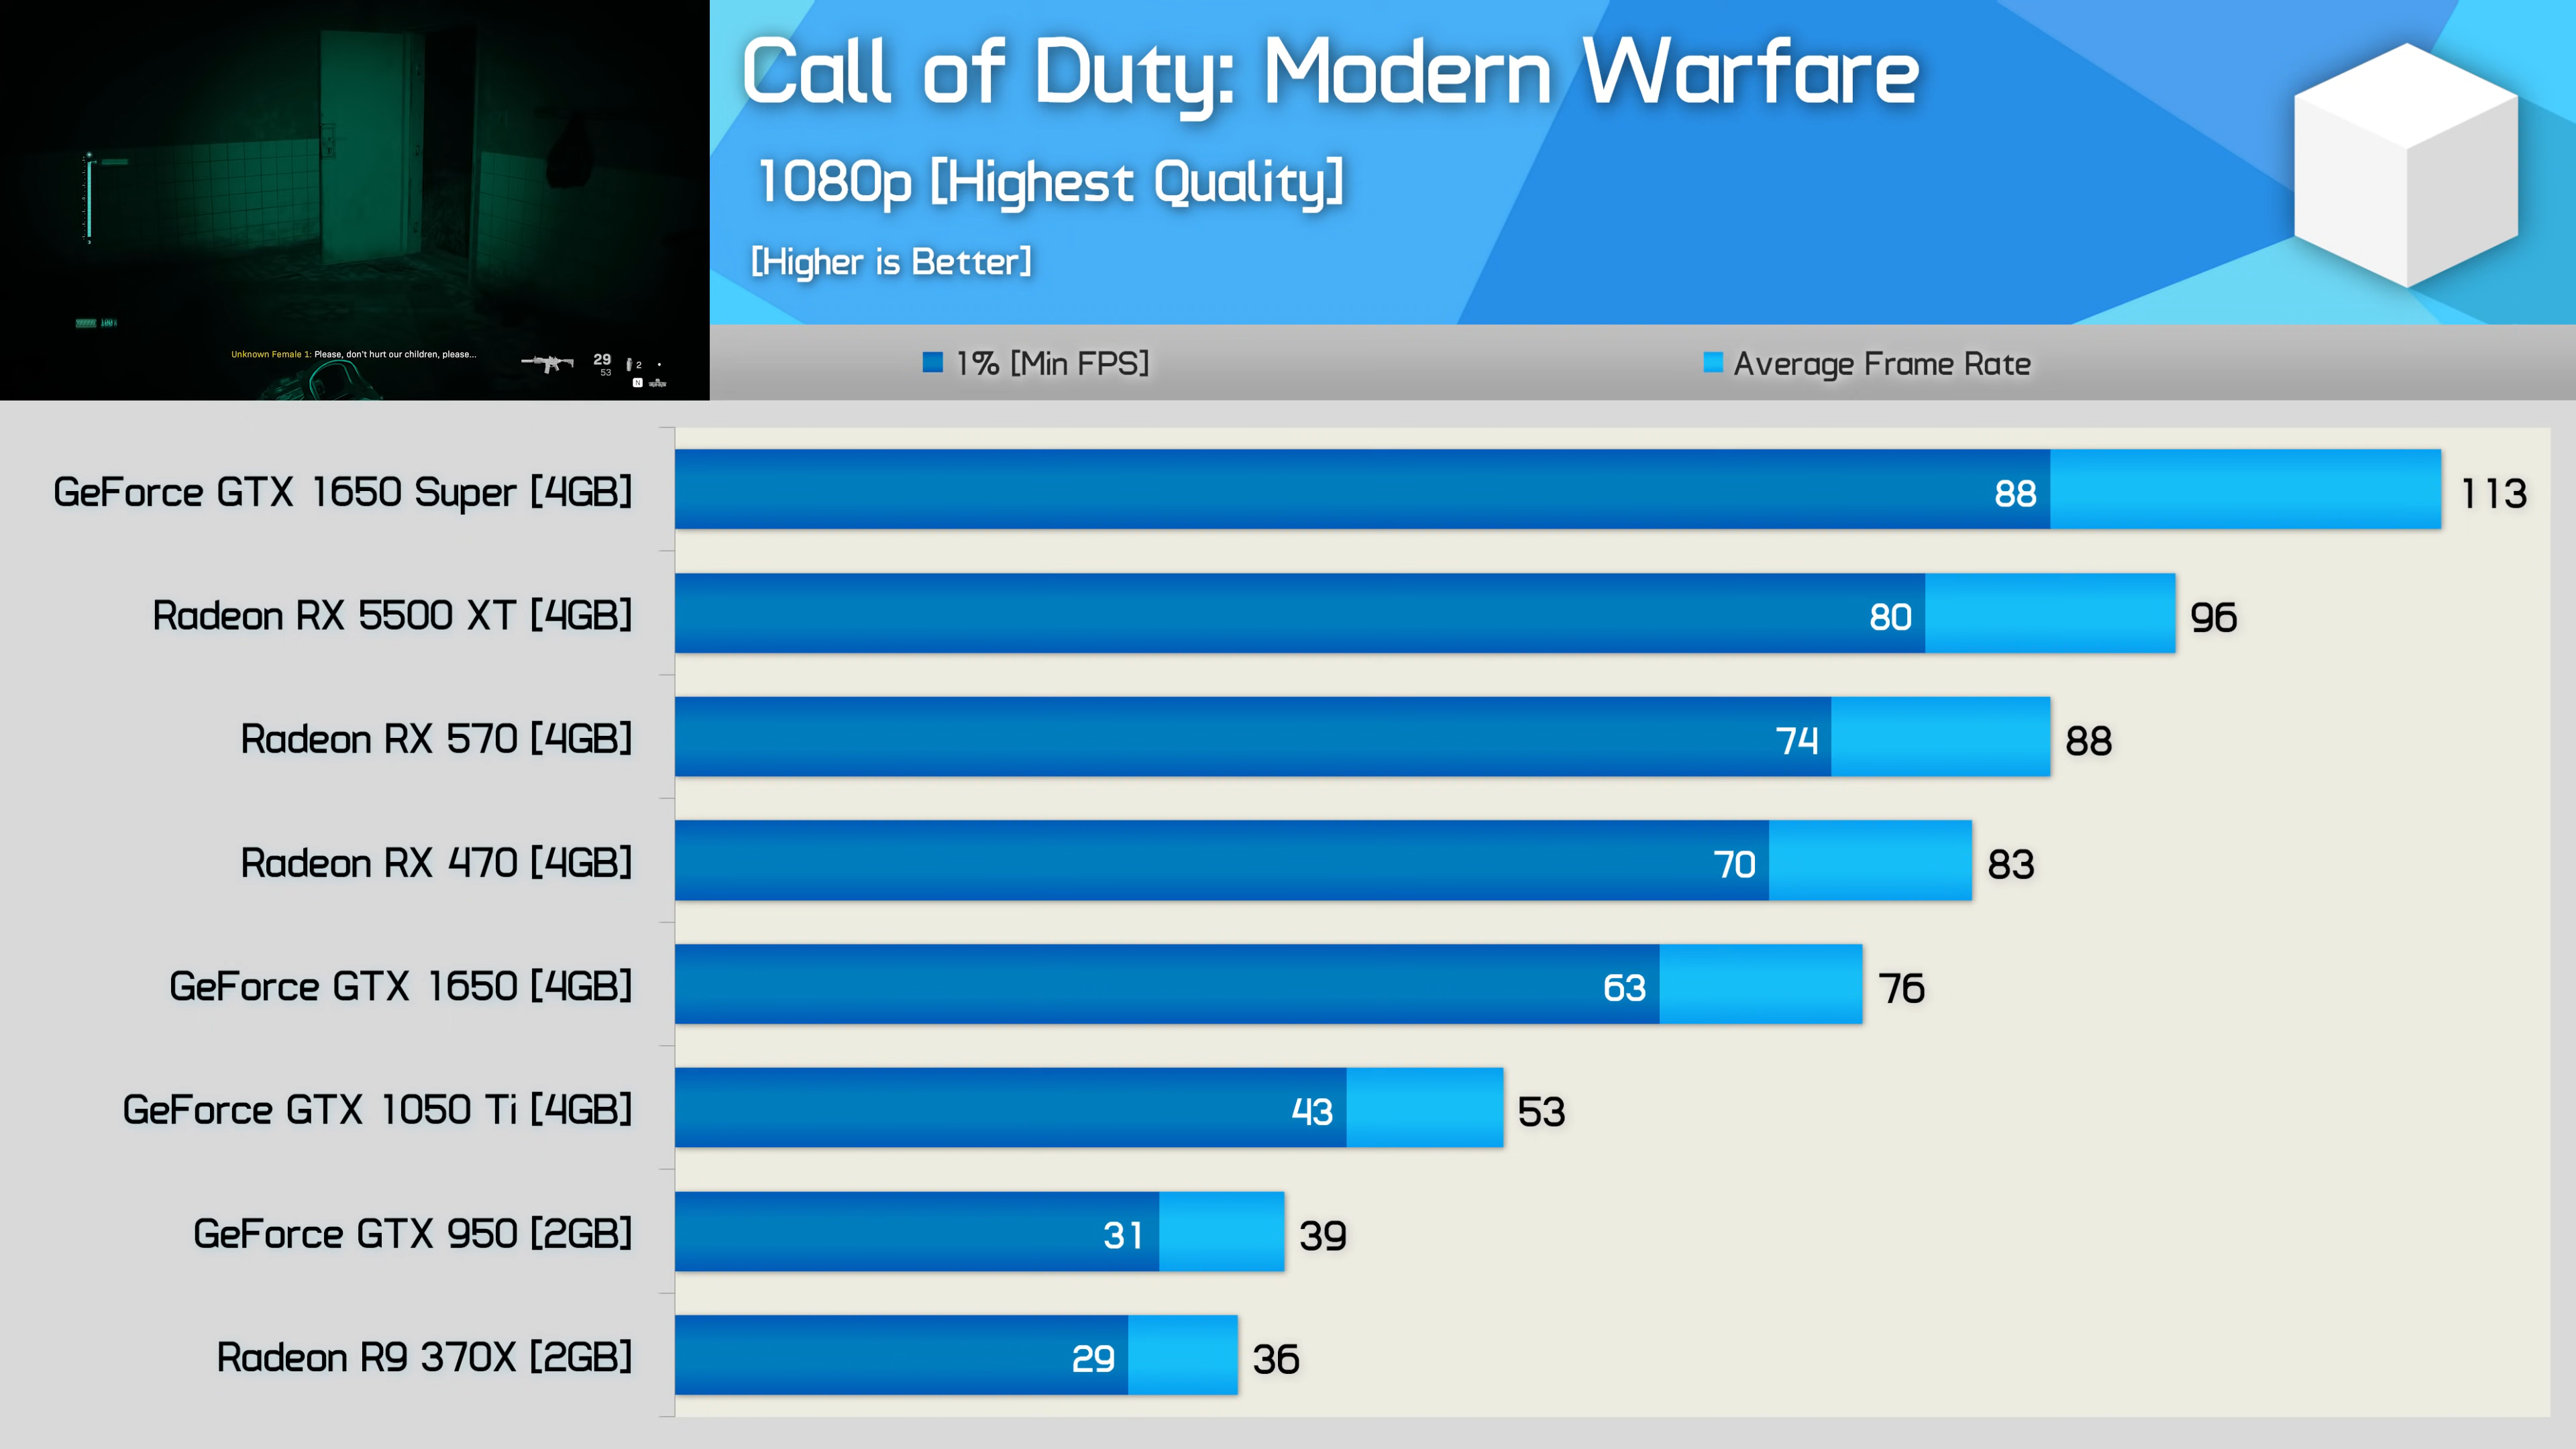 Call of Duty: Modern Warfare
1080p [Highest Quality]
[Higher is Better]
Unknown Female 1: Please, don't hurt our children, please...
29
53
2
N
1% [Min FPS]
Average Frame Rate
GeForce GTX 1650 Super [4GB] 88 113
Radeon RX 5500 XT [4GB] 80 96
Radeon RX 570 [4GB] 74 88
Radeon RX 470 [4GB] 70 83
GeForce GTX 1650 [4GB] 63 76
GeForce GTX 1050 Ti [4GB] 43 53
GeForce GTX 950 [2GB] 31 39
Radeon R9 370X [2GB] 29 36